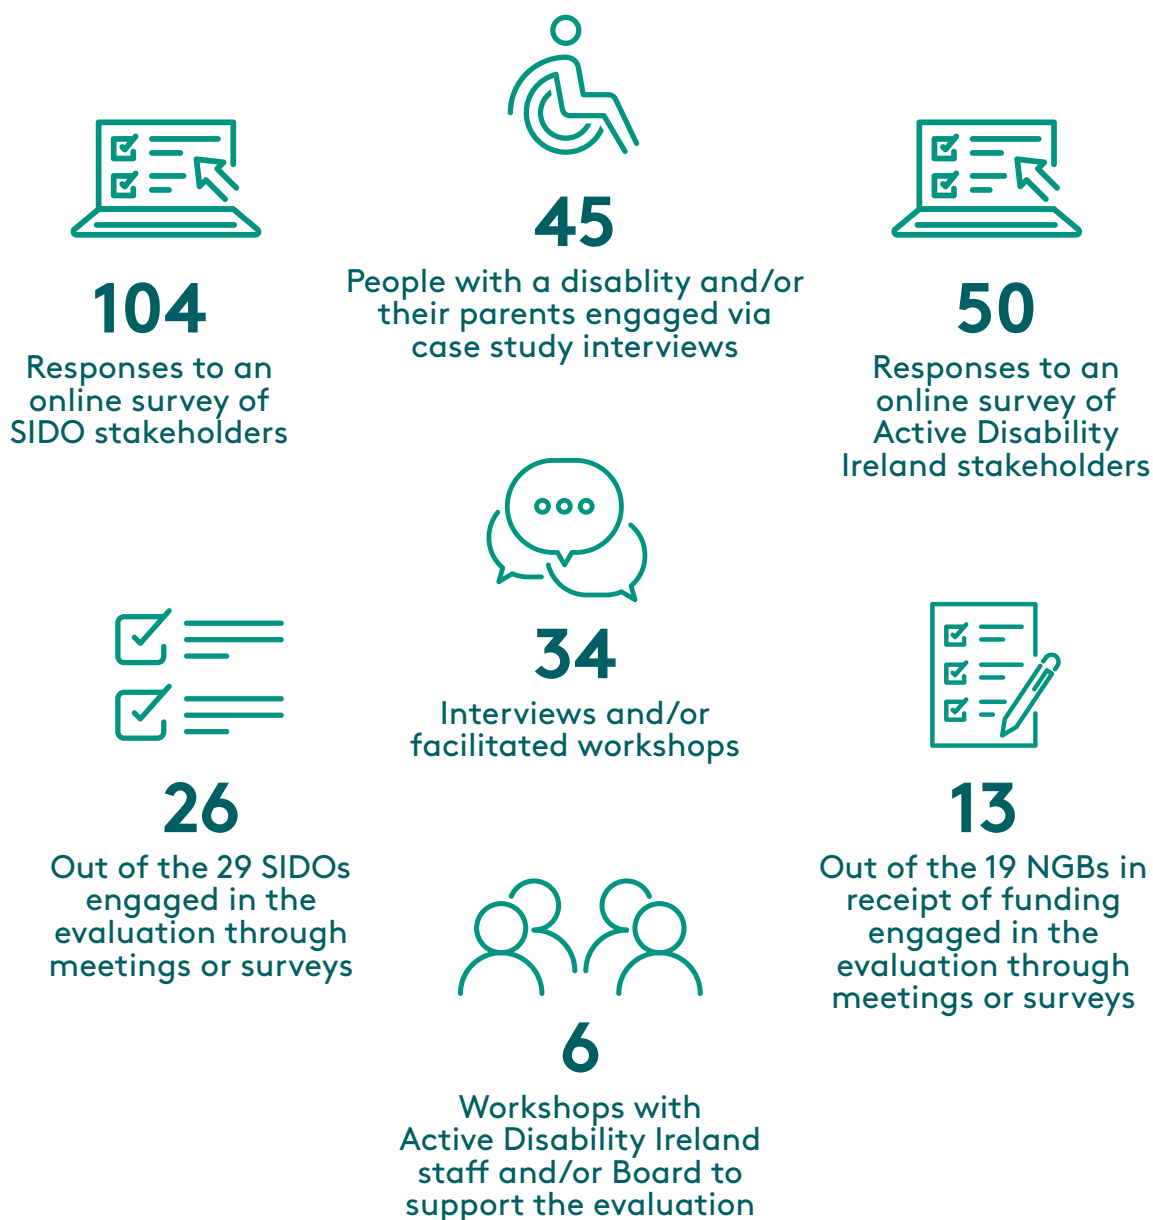 45
People with a disablity and/or
their parents engaged via
case study interviews
104
Responses to an
online survey of
SIDO stakeholders
50
Responses to an
online survey of
Active Disability
Ireland stakeholders
34
Interviews and/or
facilitated workshops
26
Out of the 29 SIDOs
engaged in the
evaluation through
meetings or surveys
13
Out of the 19 NGBs in
receipt of funding
engaged in the
evaluation through
meetings or surveys
6
Workshops with
Active Disability Ireland
staff and/or Board to
support the evaluation